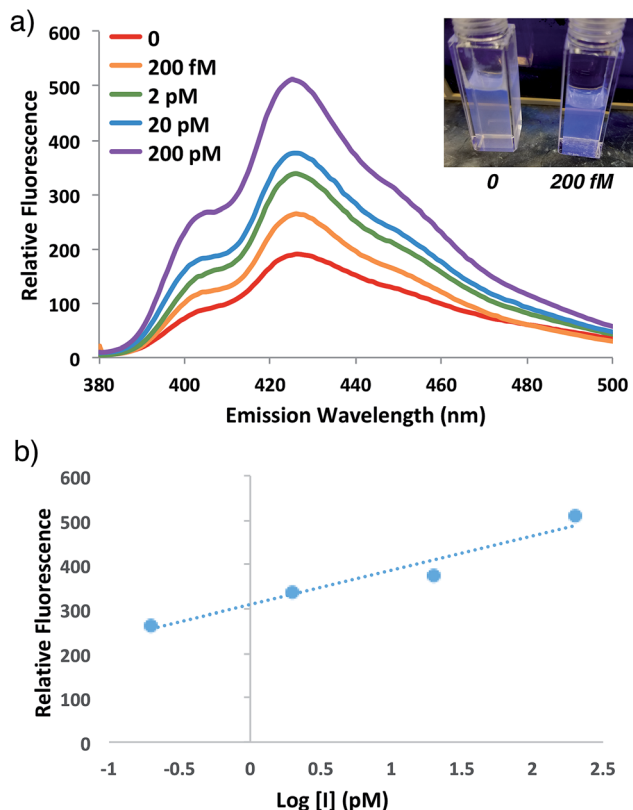 a)
600
500
400
300
200
100
0
Relative Fluorescence
0
200 fM
2 pM
20 pM
200 pM
0
200 fM
380
400
420
440
460
480
500
Emission Wavelength (nm)
b)
600
500
400
300
200
100
0
Relative Fluorescence
-1
-0.5
0
0.5
1
1.5
2
2.5
Log [I] (pM)